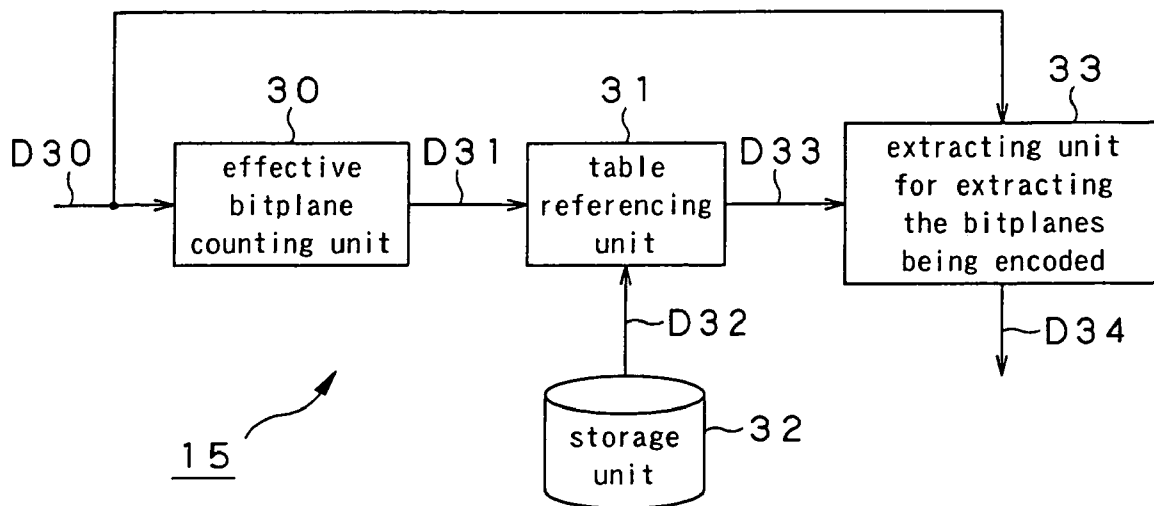 30
31
33
D30
effective
bitplane
counting unit
D31
table
referencing
unit
D33
extracting unit
for extracting
the bitplanes
being encoded
D32
D34
storage
unit
32
15